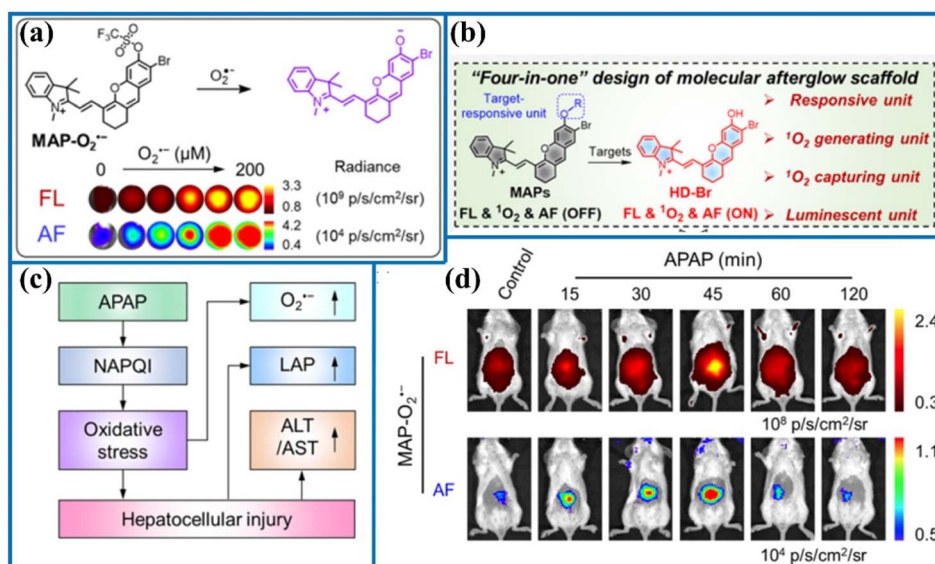 (a)
F₃C
S
O
O
O
Br
O₂•⁻
O⁻
Br
N
+
N
+
O
O
MAP-O₂•⁻
O₂•⁻ (μM)
0
200
Radiance
FL
3.3
0.8
(10⁹ p/s/cm²/sr)
AF
4.2
0.4
(10⁴ p/s/cm²/sr)
(b)
"Four-in-one" design of molecular afterglow scaffold
Target-
responsive unit
O
R
Br
O
N
+
MAPs
FL & ¹O₂ & AF (OFF)
Targets
OH
Br
O
N
+
HD-Br
FL & ¹O₂ & AF (ON)
➢ Responsive unit
➢ ¹O₂ generating unit
➢ ¹O₂ capturing unit
➢ Luminescent unit
(c)
APAP
O₂•⁻ ↑
NAPQI
LAP ↑
Oxidative
stress
ALT
/AST ↑
Hepatocellular injury
(d)
APAP (min)
Control
15
30
45
60
120
MAP-O₂•⁻
FL
2.4
0.3
10⁸ p/s/cm²/sr
AF
1.1
0.5
10⁴ p/s/cm²/sr